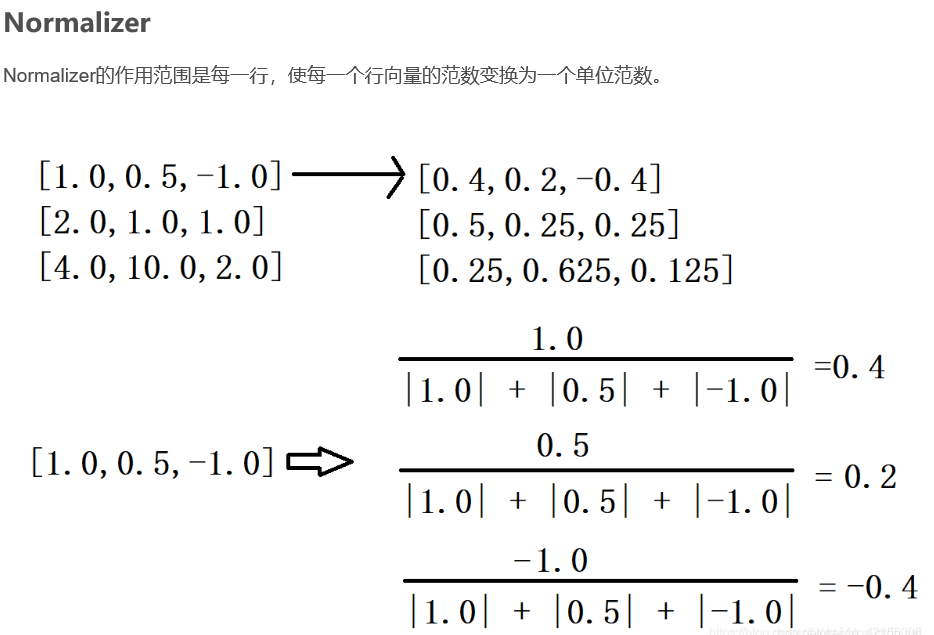 Normalizer
Normalizer的作用范围是每一行，使每一个行向量的范数变换为一个单位范数。
[1.0,0.5,-1.0]
[0.4,0.2,-0.4]
[2.0,1.0,1.0]
[0.5,0.25,0.25]
[4.0,10.0,2.0]
[0.25,0.625,0.125]
1.0
|1.0| + |0.5| + |-1.0|
=0.4
[1.0,0.5,-1.0]
0.5
|1.0| + |0.5| + |-1.0|
= 0.2
-1.0
|1.0| + |0.5| + |-1.0|
= -0.4